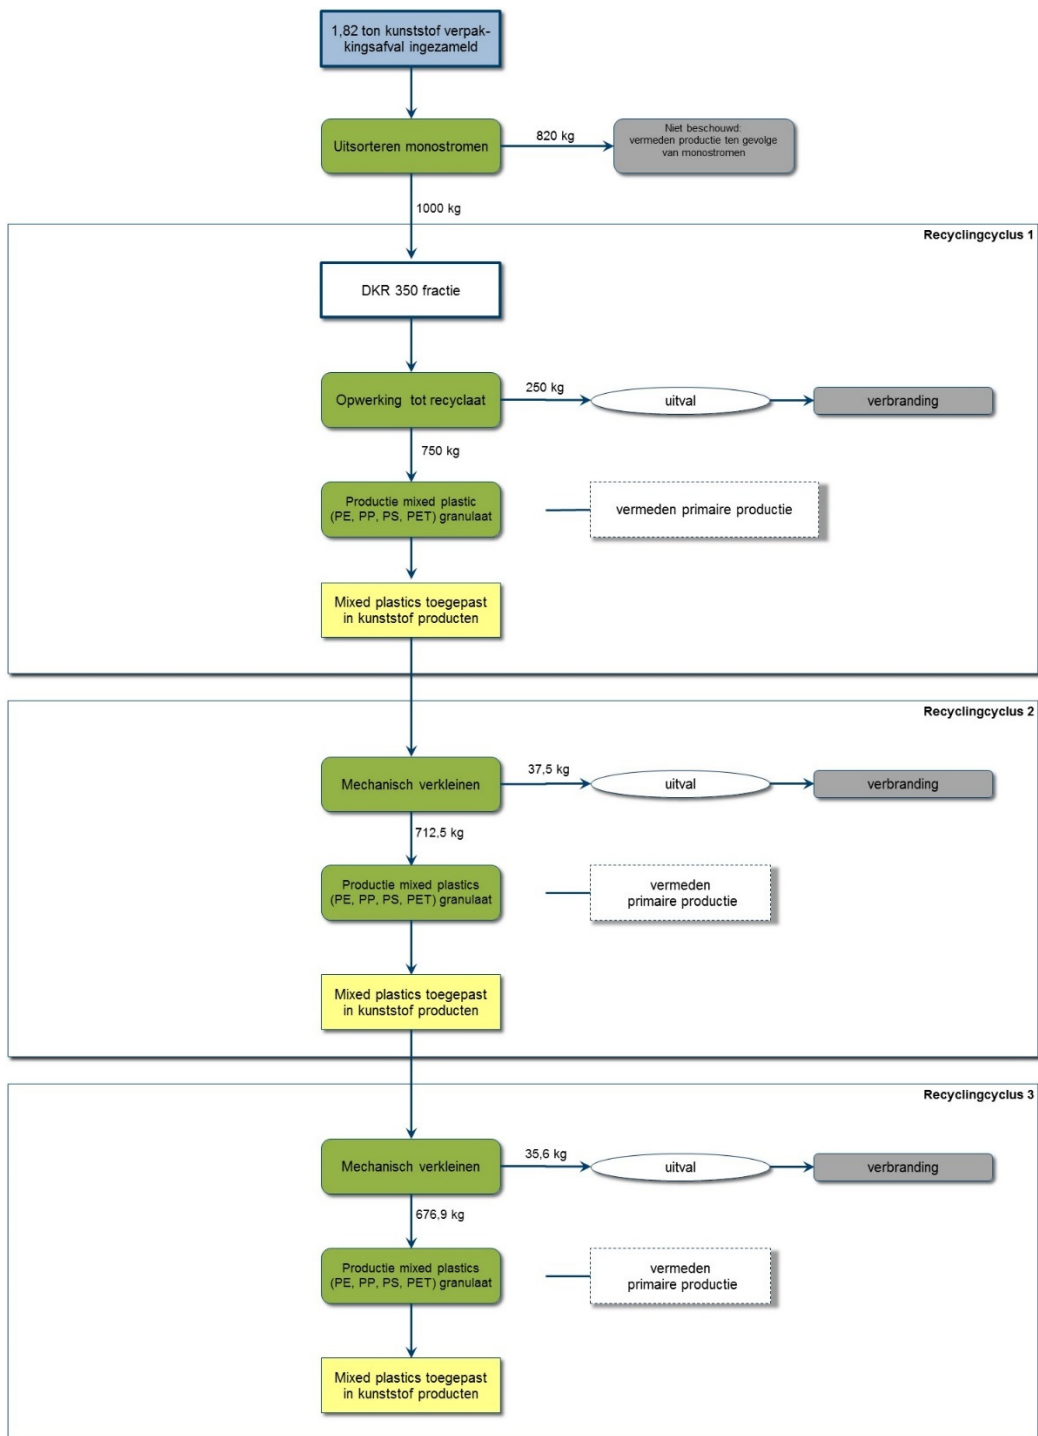 1,82 ton kunststof verpak-
kingsafval ingezameld
Uitsorteren monostromen
820 kg
Niet beschouwd:
vermeden productie ten gevolge
van monostromen
1000 kg
Recyclingcyclus 1
DKR 350 fractie
Opwerking tot recyclaat
250 kg
uitval
verbranding
750 kg
Productie mixed plastic
(PE, PP, PS, PET) granulaat
vermeden primaire productie
Mixed plastics toegepast
in kunststof producten
Recyclingcyclus 2
Mechanisch verkleinen
37,5 kg
uitval
verbranding
712,5 kg
Productie mixed plastics
(PE, PP, PS, PET) granulaat
vermeden
primaire productie
Mixed plastics toegepast
in kunststof producten
Recyclingcyclus 3
Mechanisch verkleinen
35,6 kg
uitval
verbranding
676,9 kg
Productie mixed plastics
(PE, PP, PS, PET) granulaat
vermeden
primaire productie
Mixed plastics toegepast
in kunststof producten